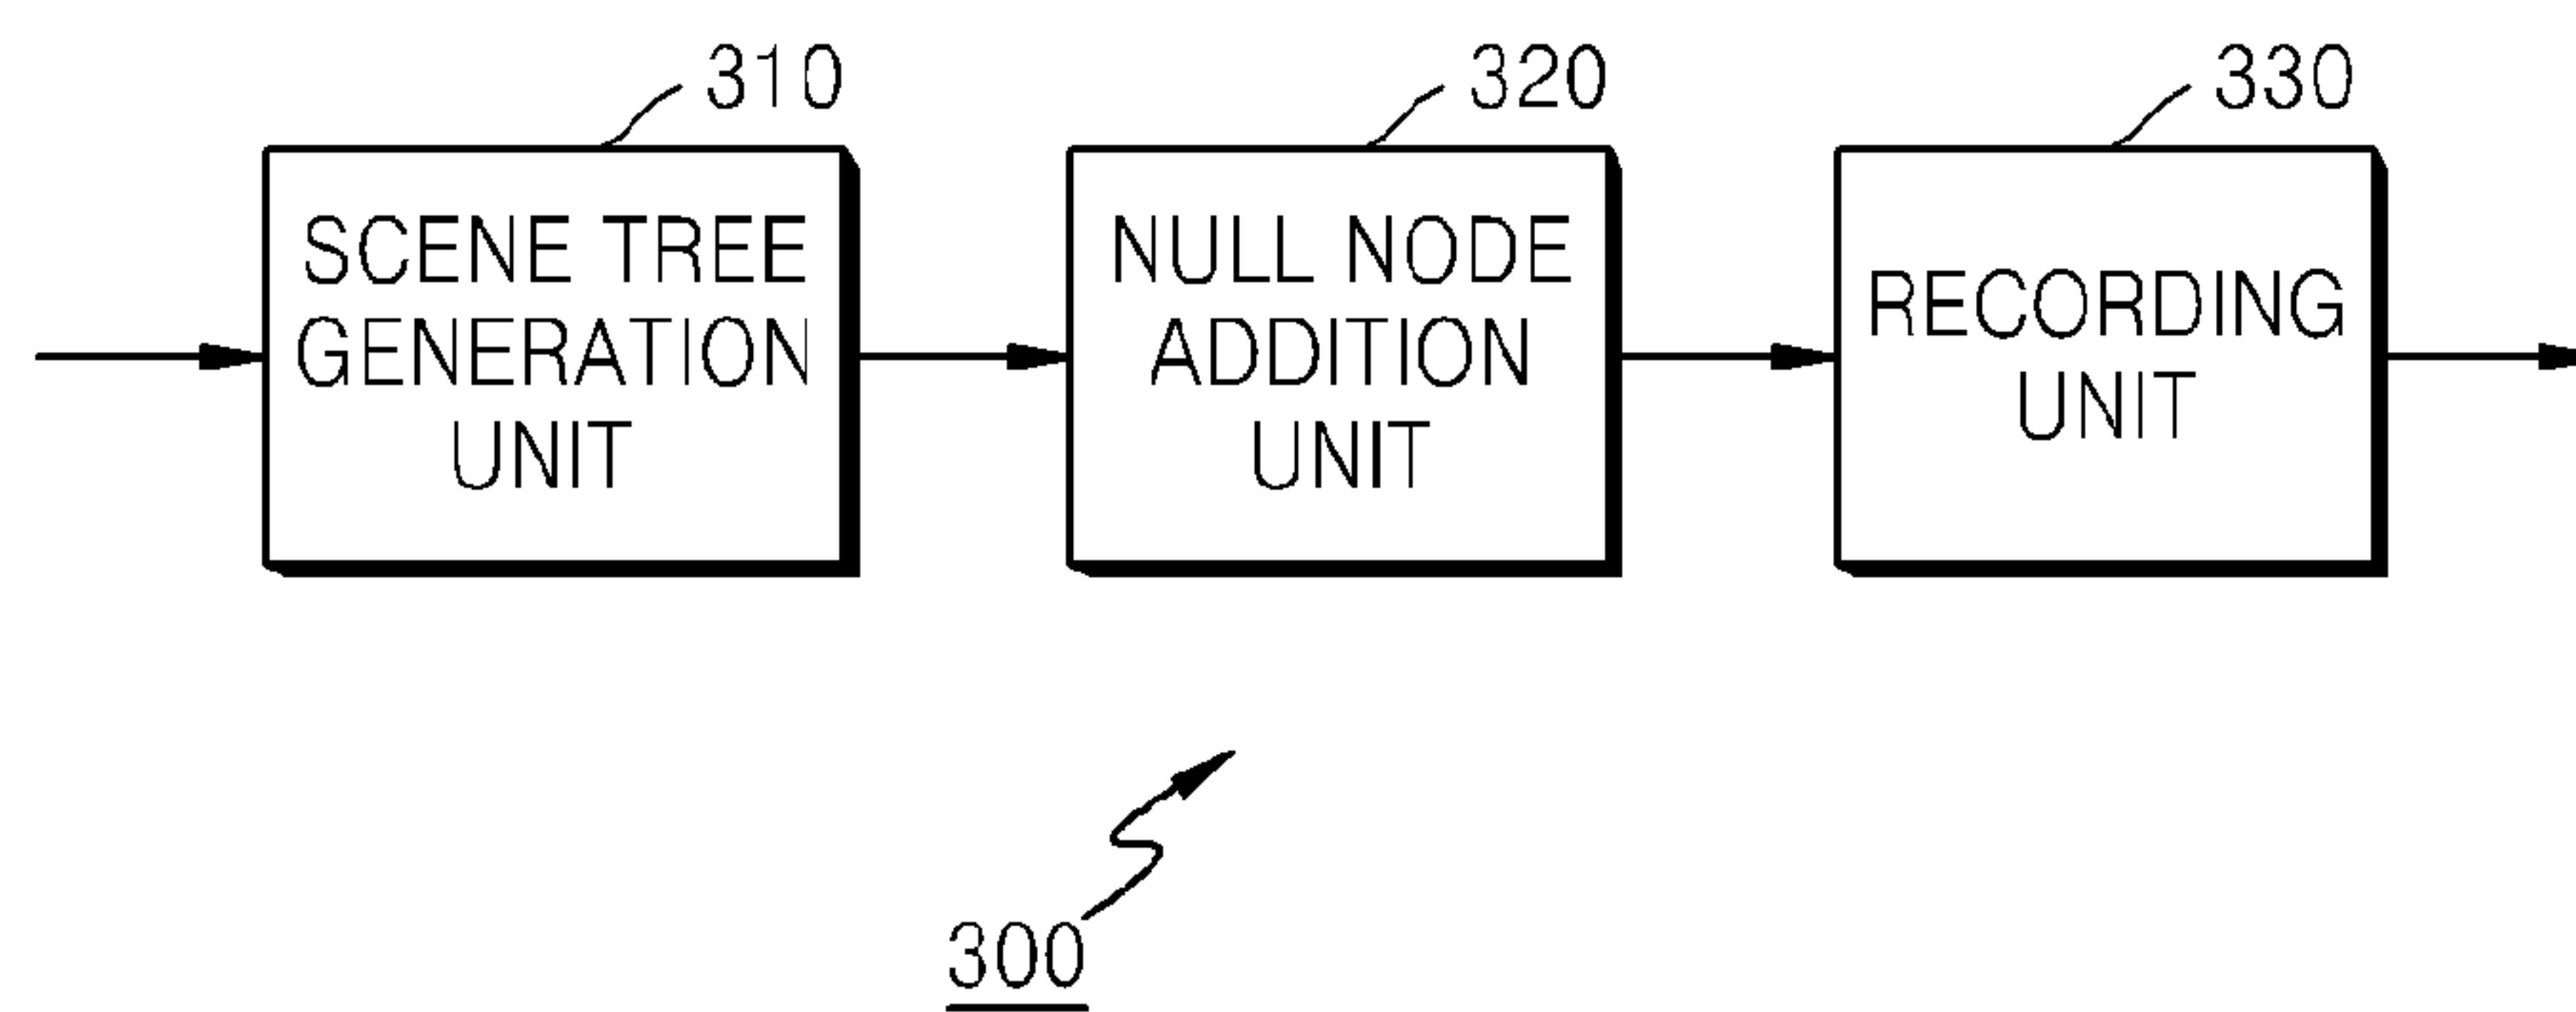 310
320
330
SCENE TREE
GENERATION
UNIT
NULL NODE
ADDITION
UNIT
RECORDING
UNIT
300